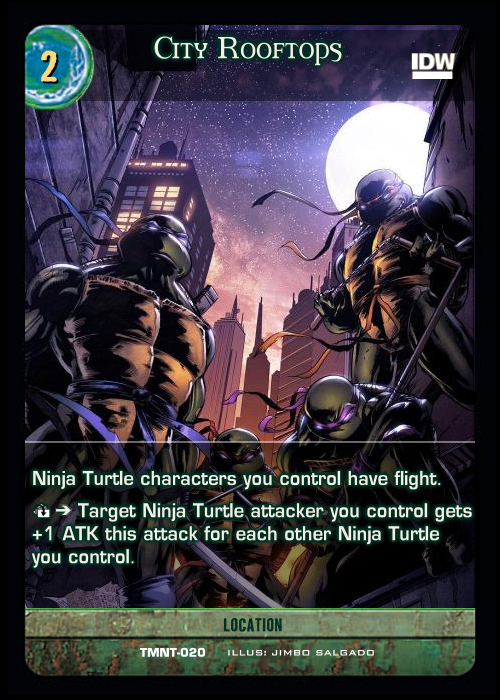 2
City Rooftops
IDW
Ninja Turtle characters you control have flight.
➔ Target Ninja Turtle attacker you control gets
+1 ATK this attack for each other Ninja Turtle
you control.
LOCATION
TMNT-020 ILLUS: JIMBO SALGADO